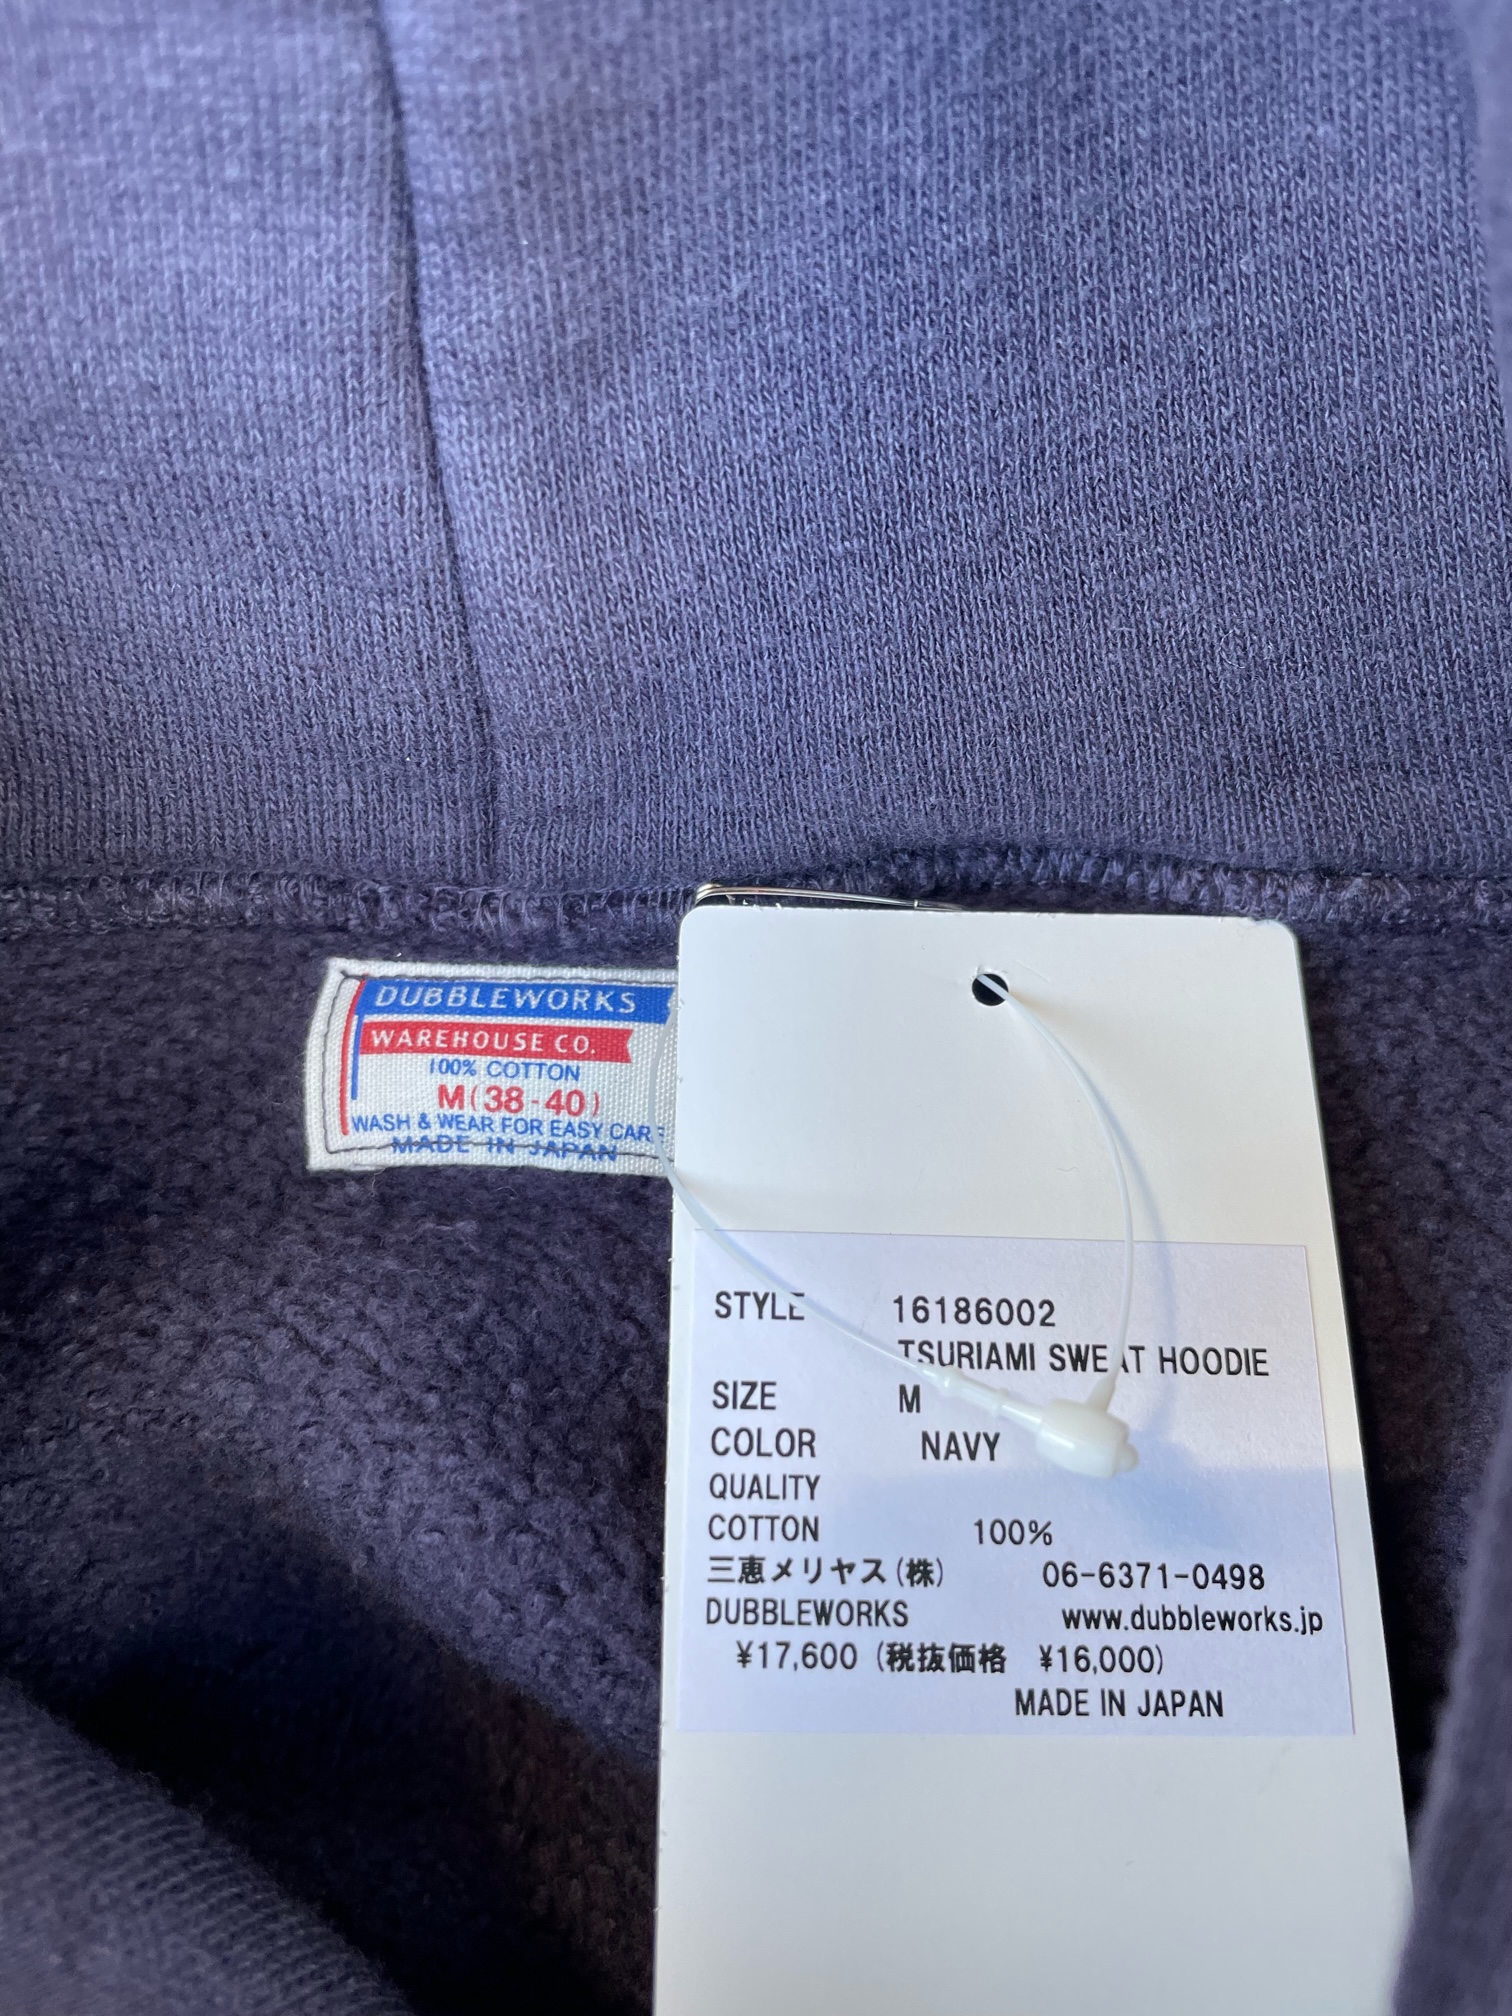 DUBBLEWORKS
WAREHOUSE CO.
100% COTTON
M(38-40)
WASH & WEAR FOR EASY CARE
MADE IN JAPAN
STYLE 16186002
TSURIAMI SWEAT HOODIE
SIZE M
COLOR NAVY
QUALITY
COTTON 100%
三恵メリヤス(株) 06-6371-0498
DUBBLEWORKS www.dubbleworks.jp
¥17,600 (税抜価格 ¥16,000)
MADE IN JAPAN